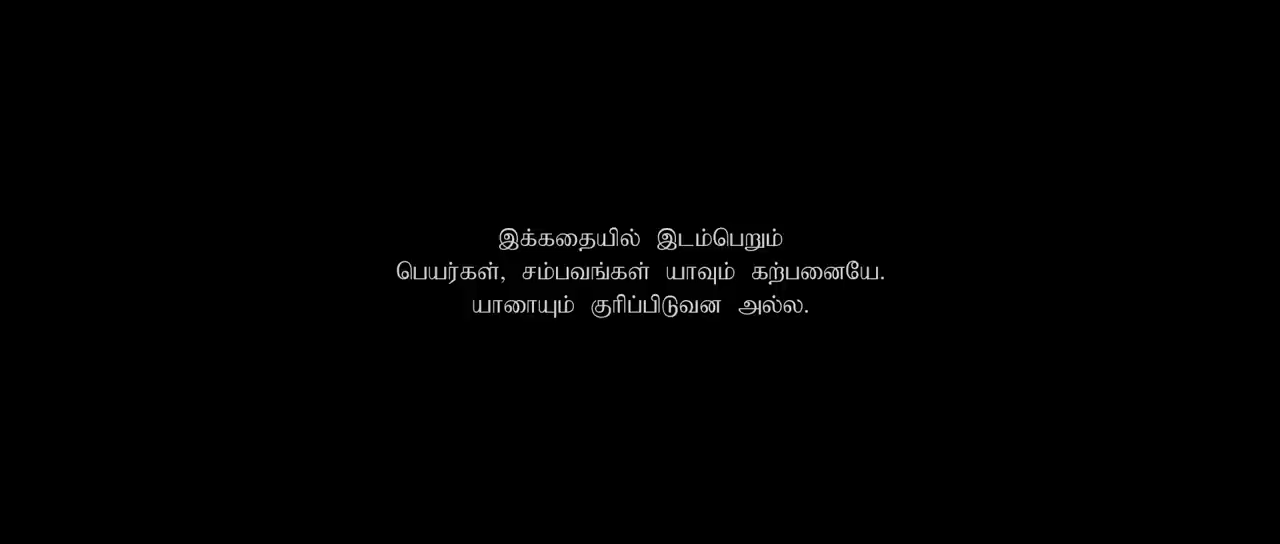 இக்கதையில் இடம்பெறும்
பெயர்கள், சம்பவங்கள் யாவும் கற்பனையே.
யாராயும் குரிப்பிடுவன அல்ல.